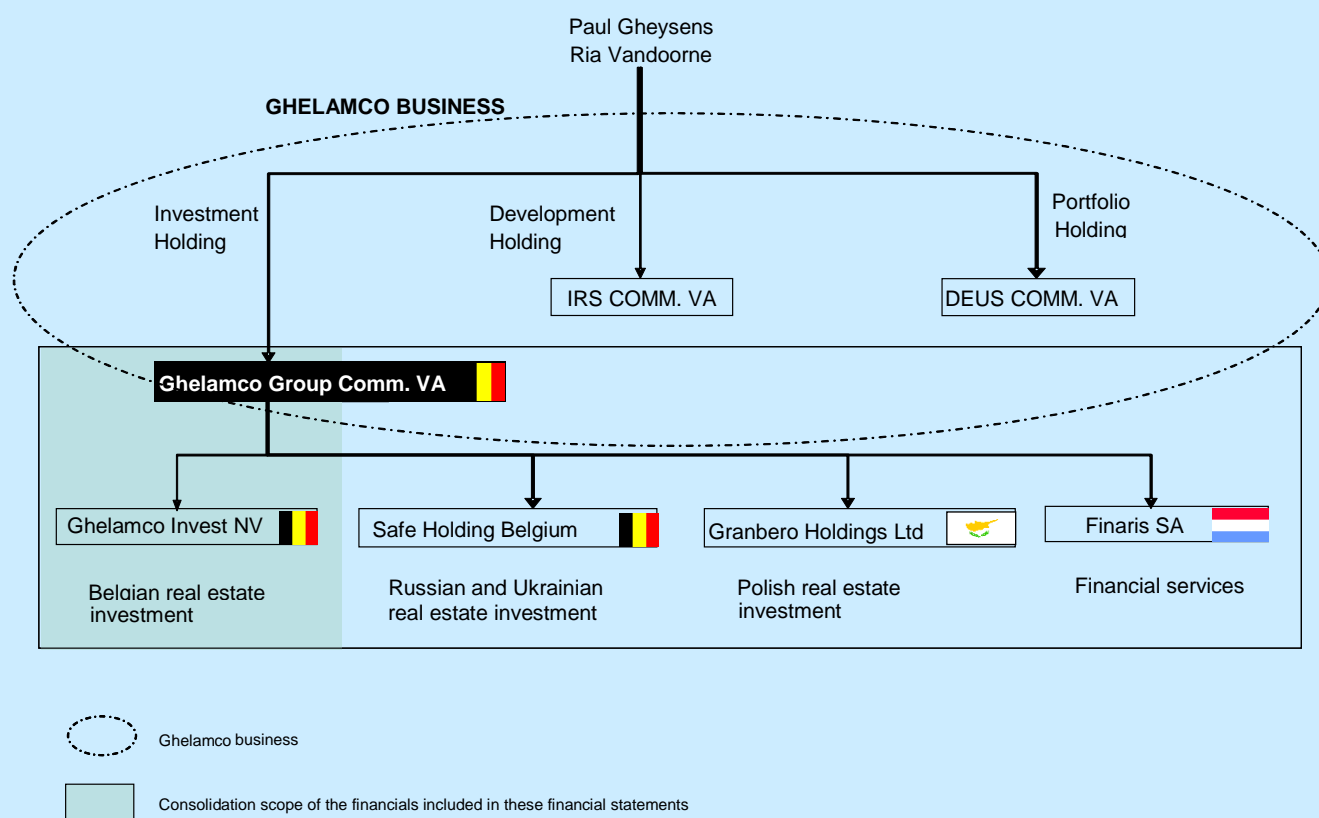 Paul Gheysens
Ria Vandoorne
GHELAMCO BUSINESS
Investment
Holding
Development
Holding
Portfolio
Holding
IRS COMM. VA
DEUS COMM. VA
Ghelamco Group Comm. VA
Ghelamco Invest NV
Safe Holding Belgium
Granbero Holdings Ltd
Finaris SA
Belgian real estate
investment
Russian and Ukrainian
real estate investment
Polish real estate
investment
Financial services
Ghelamco business
Consolidation scope of the financials included in these financial statements